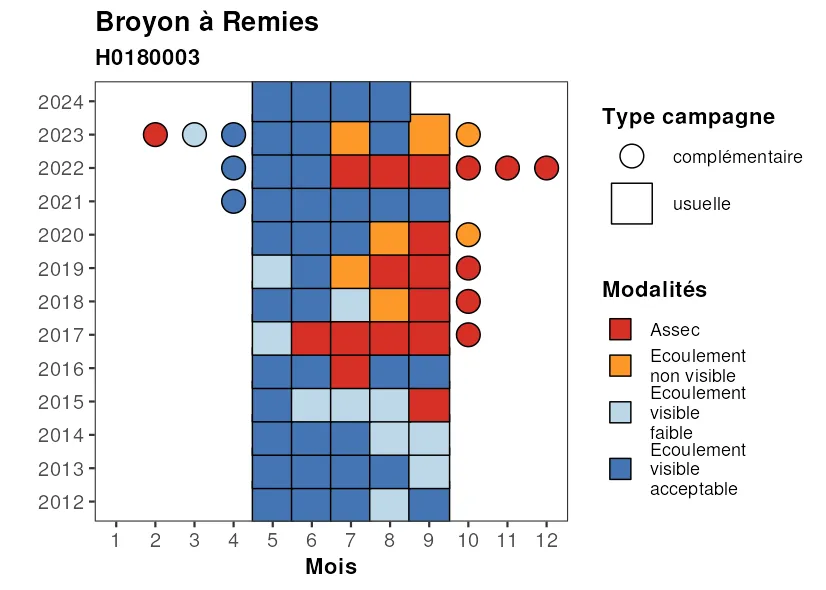 Broyon à Remies
H0180003
2024
2023
2022
2021
2020
2019
2018
2017
2016
2015
2014
2013
2012
1 2 3 4 5 6 7 8 9 10 11 12
Mois
Type campagne
complémentaire
usuelle
Modalités
Assec
Ecoulement
non visible
Ecoulement
visible
faible
Ecoulement
visible
acceptable